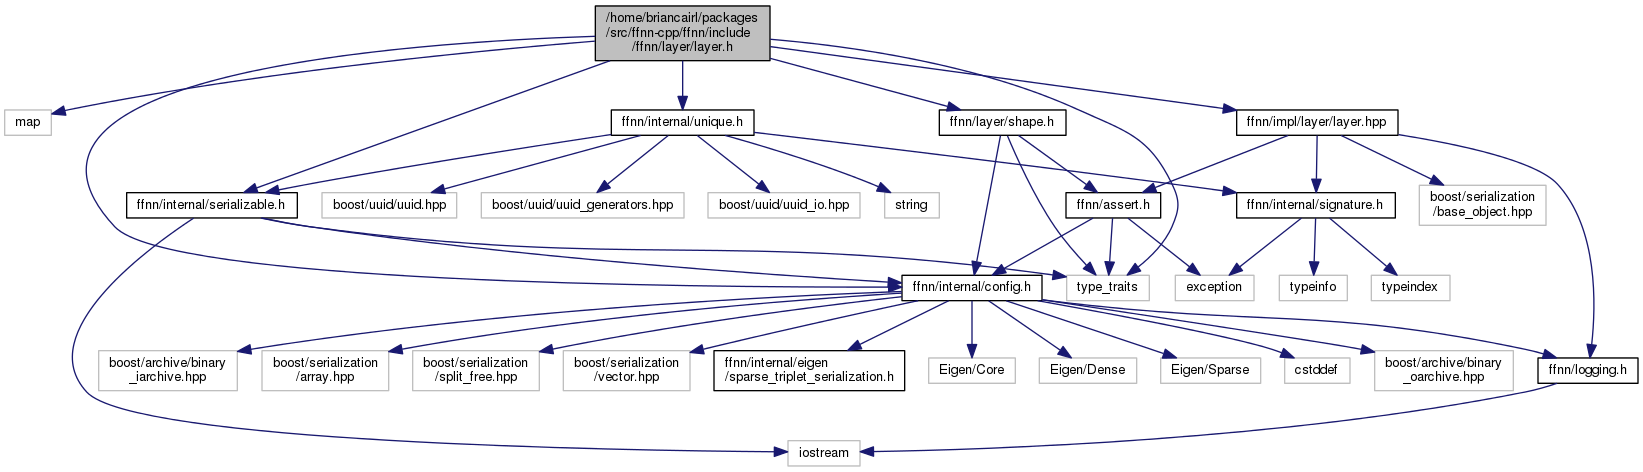 /home/briancairl/packages
/src/ffnn-cpp/ffnn/include
/ffnn/layer/layer.h
map
ffnn/internal/unique.h
ffnn/layer/shape.h
ffnn/impl/layer/layer.hpp
ffnn/internal/serializable.h
boost/uuid/uuid.hpp
boost/uuid/uuid_generators.hpp
boost/uuid/uuid_io.hpp
string
ffnn/assert.h
ffnn/internal/signature.h
boost/serialization
/base_object.hpp
ffnn/internal/config.h
type_traits
exception
typeinfo
typeindex
boost/archive/binary
_iarchive.hpp
boost/serialization
/array.hpp
boost/serialization
/split_free.hpp
boost/serialization
/vector.hpp
ffnn/internal/eigen
/sparse_triplet_serialization.h
Eigen/Core
Eigen/Dense
Eigen/Sparse
cstddef
boost/archive/binary
_oarchive.hpp
ffnn/logging.h
iostream